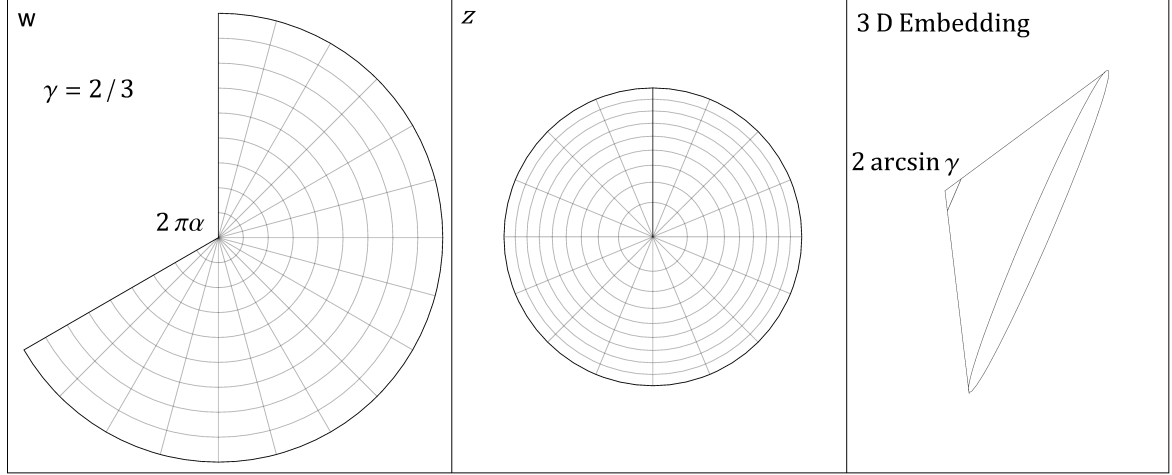 w
γ = 2 / 3
2 πα
z
3 D Embedding
2 arcsin γ